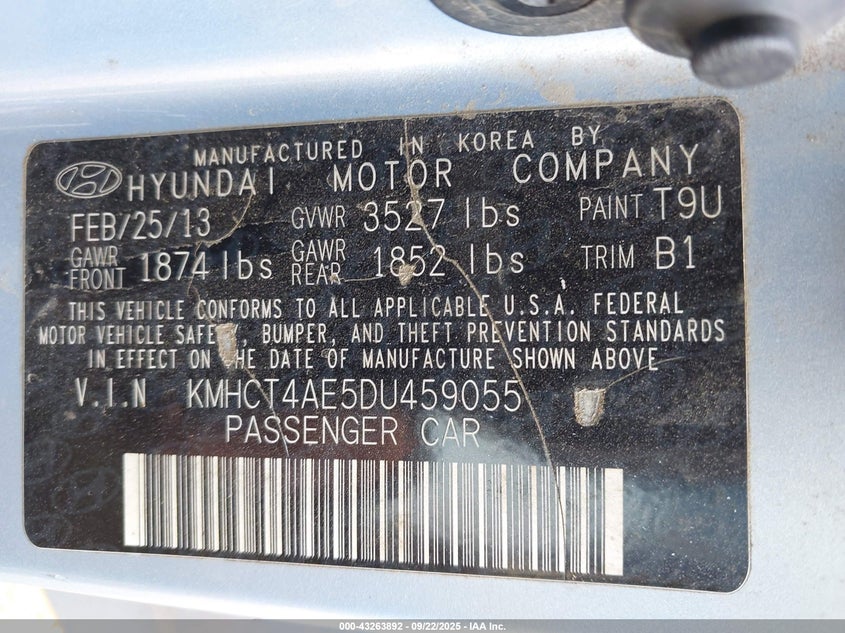 MANUFACTURED IN KOREA BY
HYUNDAI MOTOR COMPANY
FEB/25/13 GVWR 3527 lbs PAINT T9U
GAWR FRONT 1874 lbs GAWR REAR 1852 lbs TRIM B1
THIS VEHICLE CONFORMS TO ALL APPLICABLE U.S.A. FEDERAL
MOTOR VEHICLE SAFETY, BUMPER, AND THEFT PREVENTION STANDARDS
IN EFFECT ON THE DATE OF MANUFACTURE SHOWN ABOVE
V.I.N KMHCT4AE5DU459055
PASSENGER CAR
000-43263892 - 09/22/2025 - IAA Inc.